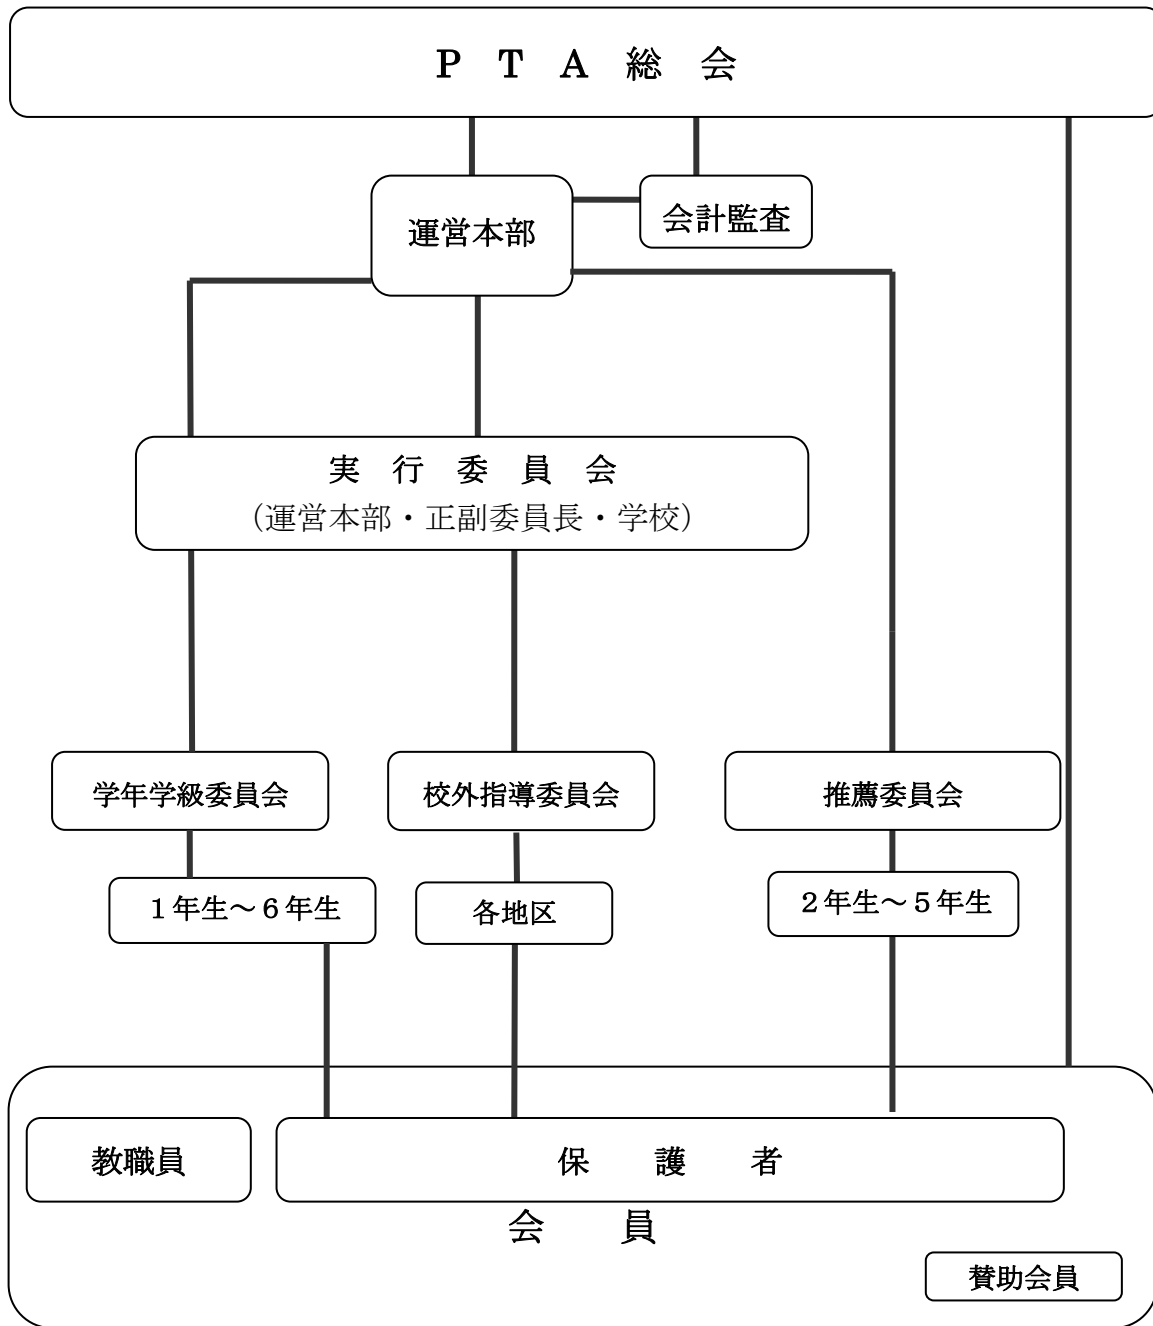 Ｐ　Ｔ　Ａ　総　会
運営本部
会計監査
実　行　委　員　会
（運営本部・正副委員長・学校）
学年学級委員会
校外指導委員会
推薦委員会
１年生～６年生
各地区
２年生～５年生
教職員
保　　護　　者
会　　員
賛助会員